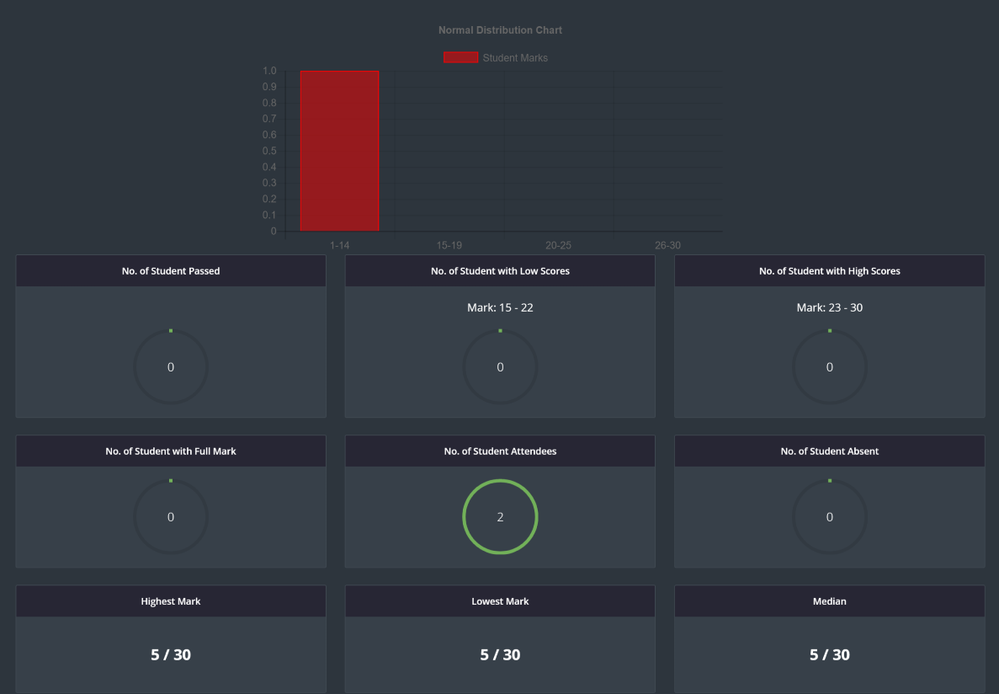 Normal Distribution Chart
Student Marks
1.0
0.9
0.8
0.7
0.6
0.5
0.4
0.3
0.2
0.1
0
1-14 15-19 20-25 26-30
No. of Student Passed
0
No. of Student with Low Scores
Mark: 15 - 22
0
No. of Student with High Scores
Mark: 23 - 30
0
No. of Student with Full Mark
0
No. of Student Attendees
2
No. of Student Absent
0
Highest Mark
5 / 30
Lowest Mark
5 / 30
Median
5 / 30